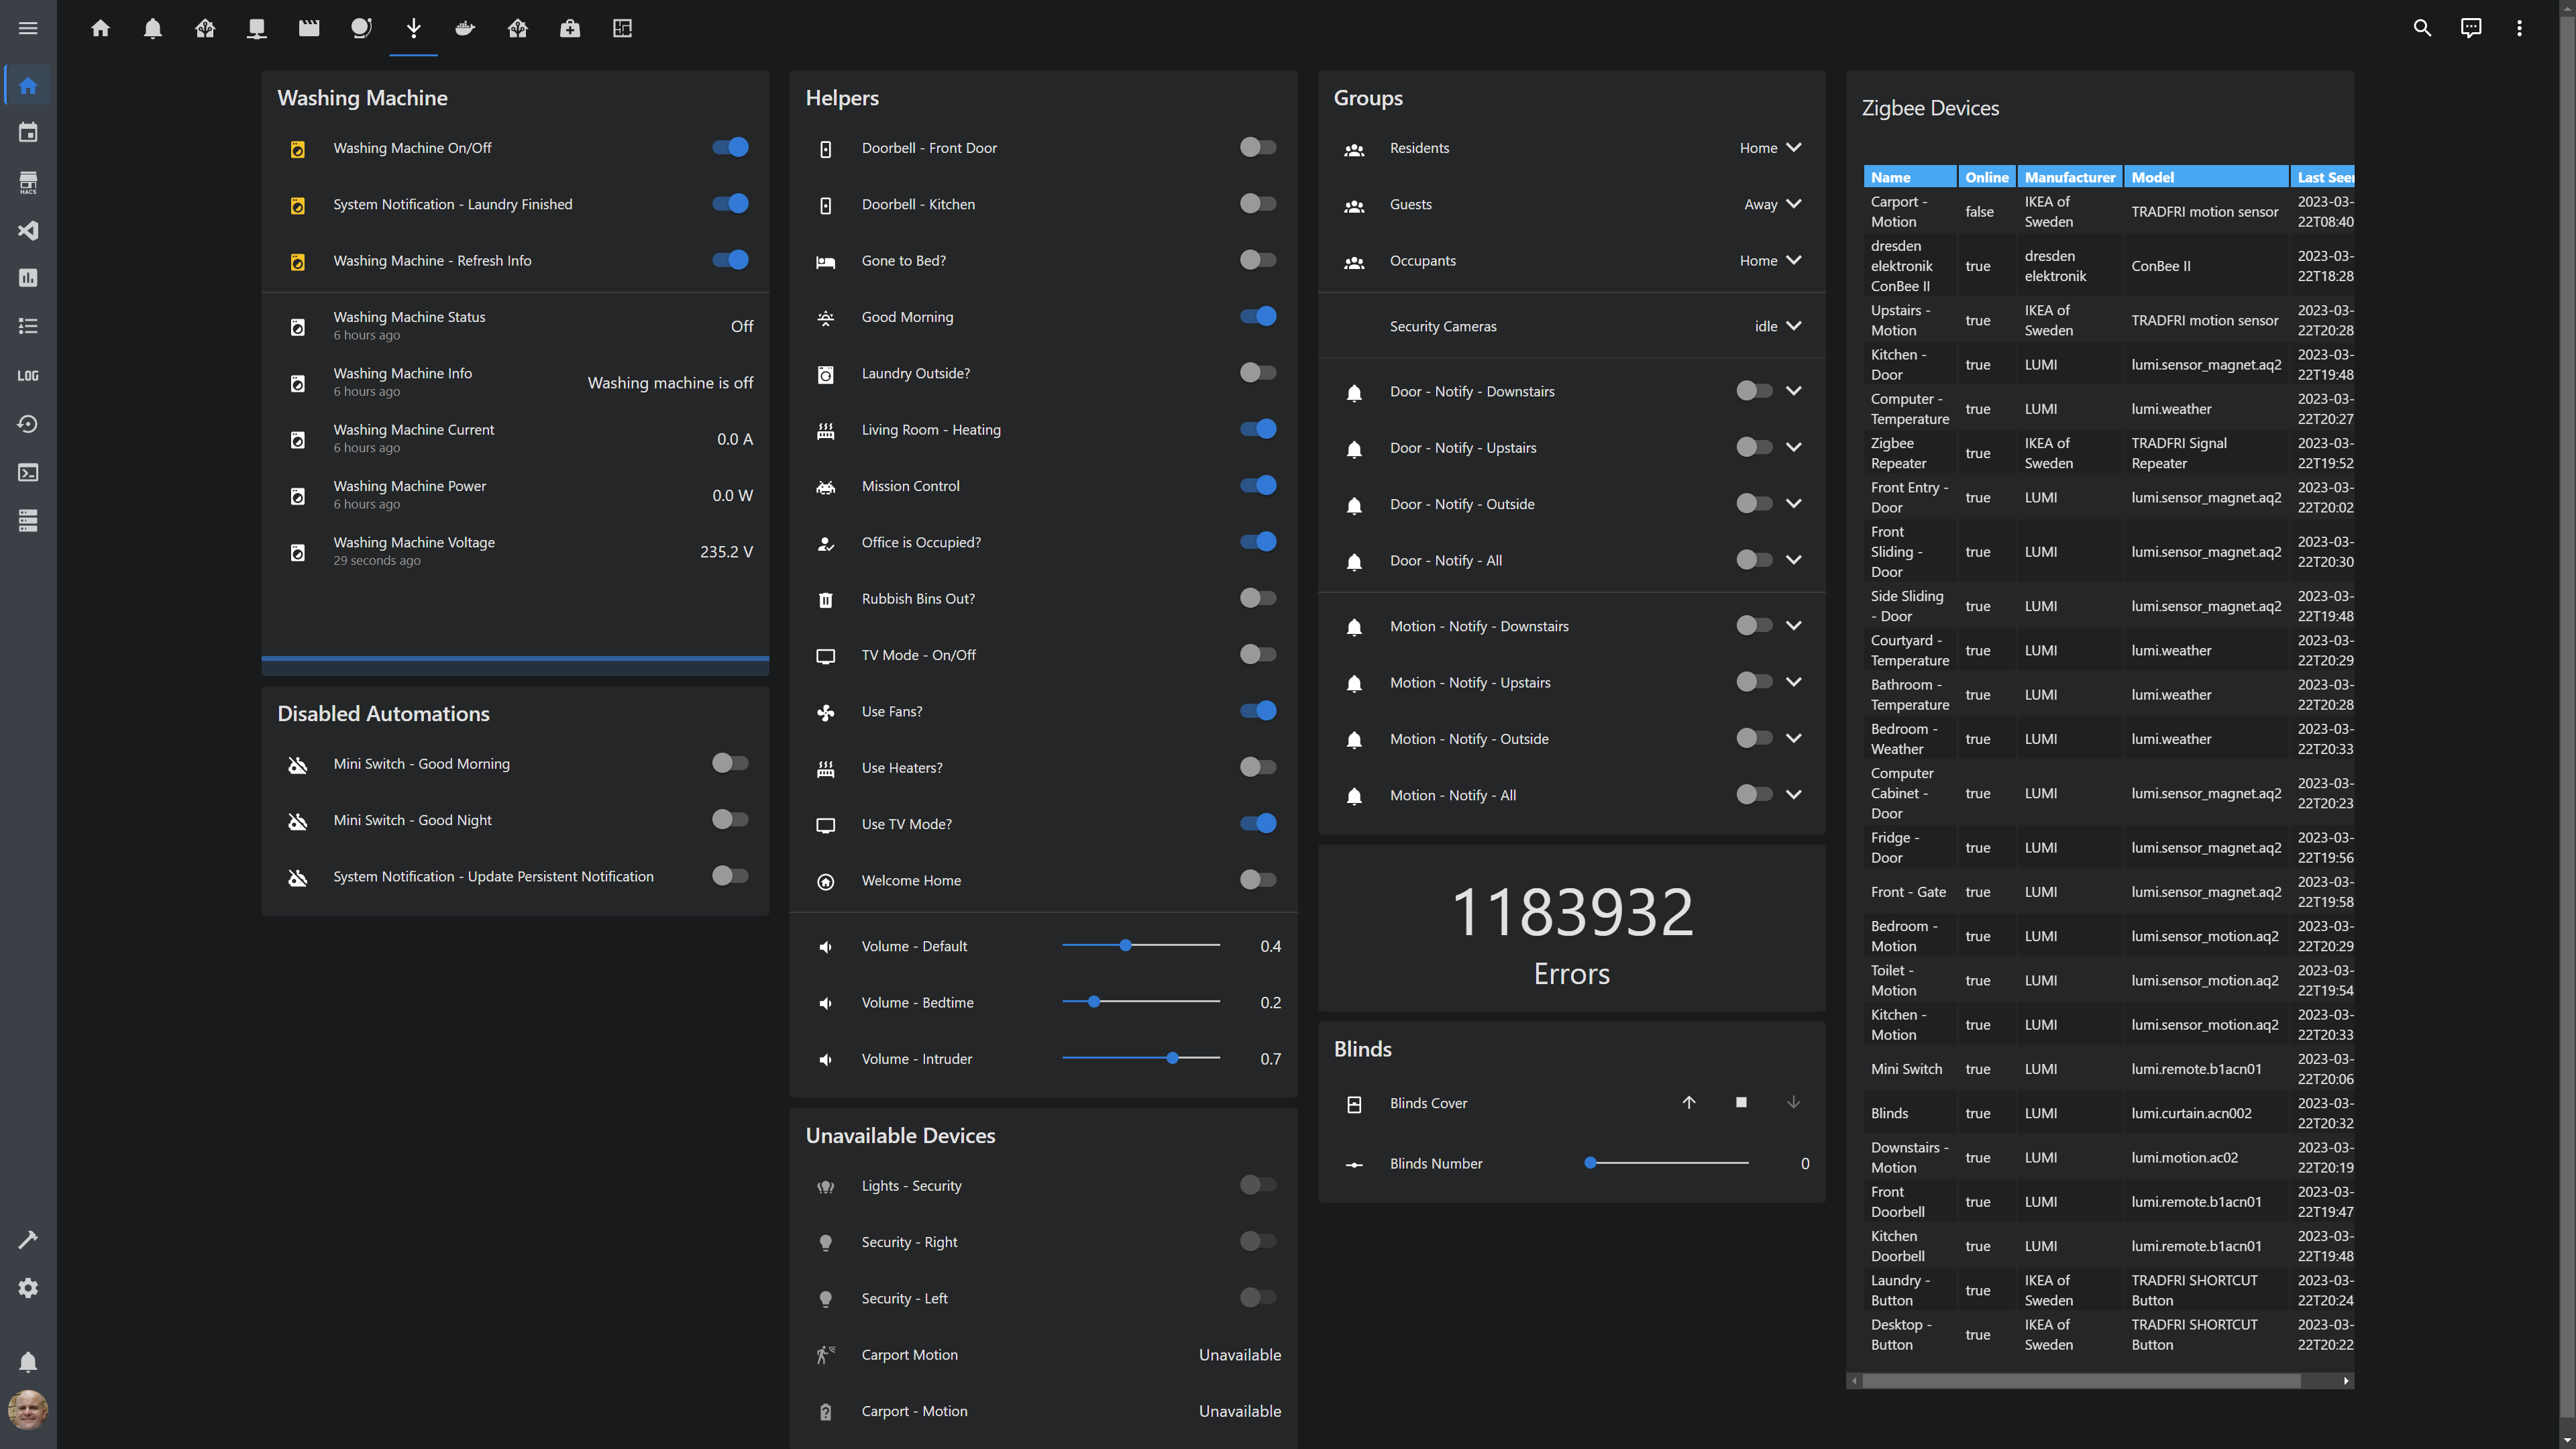 HACS
LOG
Washing Machine
Washing Machine On/Off
System Notification - Laundry Finished
Washing Machine - Refresh Info
Washing Machine Status
6 hours ago
Off
Washing Machine Info
6 hours ago
Washing machine is off
Washing Machine Current
6 hours ago
0.0 A
Washing Machine Power
6 hours ago
0.0 W
Washing Machine Voltage
29 seconds ago
235.2 V
Disabled Automations
Mini Switch - Good Morning
Mini Switch - Good Night
System Notification - Update Persistent Notification
Helpers
Doorbell - Front Door
Doorbell - Kitchen
Gone to Bed?
Good Morning
Laundry Outside?
Living Room - Heating
Mission Control
Office is Occupied?
Rubbish Bins Out?
TV Mode - On/Off
Use Fans?
Use Heaters?
Use TV Mode?
Welcome Home
Volume - Default 0.4
Volume - Bedtime 0.2
Volume - Intruder 0.7
Unavailable Devices
Lights - Security
Security - Right
Security - Left
Carport Motion Unavailable
Carport - Motion Unavailable
Groups
Residents Home
Guests Away
Occupants Home
Security Cameras idle
Door - Notify - Downstairs
Door - Notify - Upstairs
Door - Notify - Outside
Door - Notify - All
Motion - Notify - Downstairs
Motion - Notify - Upstairs
Motion - Notify - Outside
Motion - Notify - All
1183932
Errors
Blinds
Blinds Cover
Blinds Number 0
Zigbee Devices
Name Online Manufacturer Model Last Seen
Carport - IKEA of 2023-03-
Motion false Sweden TRADFRI motion sensor 22T08:40
dresden
elektronik true dresden ConBee II 2023-03-
ConBee II elektronik 22T18:28
Upstairs - IKEA of 2023-03-
Motion true Sweden TRADFRI motion sensor 22T20:28
Kitchen - 2023-03-
Door true LUMI lumi.sensor_magnet.aq2 22T19:48
Computer - 2023-03-
Temperature true LUMI lumi.weather 22T20:27
Zigbee IKEA of TRADFRI Signal 2023-03-
Repeater true Sweden Repeater 22T19:52
Front Entry - 2023-03-
Door true LUMI lumi.sensor_magnet.aq2 22T20:02
Front
Sliding - true LUMI lumi.sensor_magnet.aq2 2023-03-
Door 22T20:30
Side Sliding 2023-03-
- Door true LUMI lumi.sensor_magnet.aq2 22T19:48
Courtyard - 2023-03-
Temperature true LUMI lumi.weather 22T20:29
Bathroom - 2023-03-
Temperature true LUMI lumi.weather 22T20:28
Bedroom - 2023-03-
Weather true LUMI lumi.weather 22T20:33
Computer
Cabinet - true LUMI lumi.sensor_magnet.aq2 2023-03-
Door 22T20:23
Fridge - 2023-03-
Door true LUMI lumi.sensor_magnet.aq2 22T19:56
Front - Gate true LUMI lumi.sensor_magnet.aq2 2023-03-
22T19:58
Bedroom - 2023-03-
Motion true LUMI lumi.sensor_motion.aq2 22T20:29
Toilet - 2023-03-
Motion true LUMI lumi.sensor_motion.aq2 22T19:54
Kitchen - 2023-03-
Motion true LUMI lumi.sensor_motion.aq2 22T20:33
Mini Switch true LUMI lumi.remote.b1acn01 2023-03-
22T20:06
Blinds true LUMI lumi.curtain.acn002 2023-03-
22T20:32
Downstairs - 2023-03-
Motion true LUMI lumi.motion.ac02 22T20:19
Front 2023-03-
Doorbell true LUMI lumi.remote.b1acn01 22T19:47
Kitchen 2023-03-
Doorbell true LUMI lumi.remote.b1acn01 22T19:48
Laundry - IKEA of TRADFRI SHORTCUT 2023-03-
Button true Sweden Button 22T20:24
Desktop - IKEA of TRADFRI SHORTCUT 2023-03-
Button true Sweden Button 22T20:22